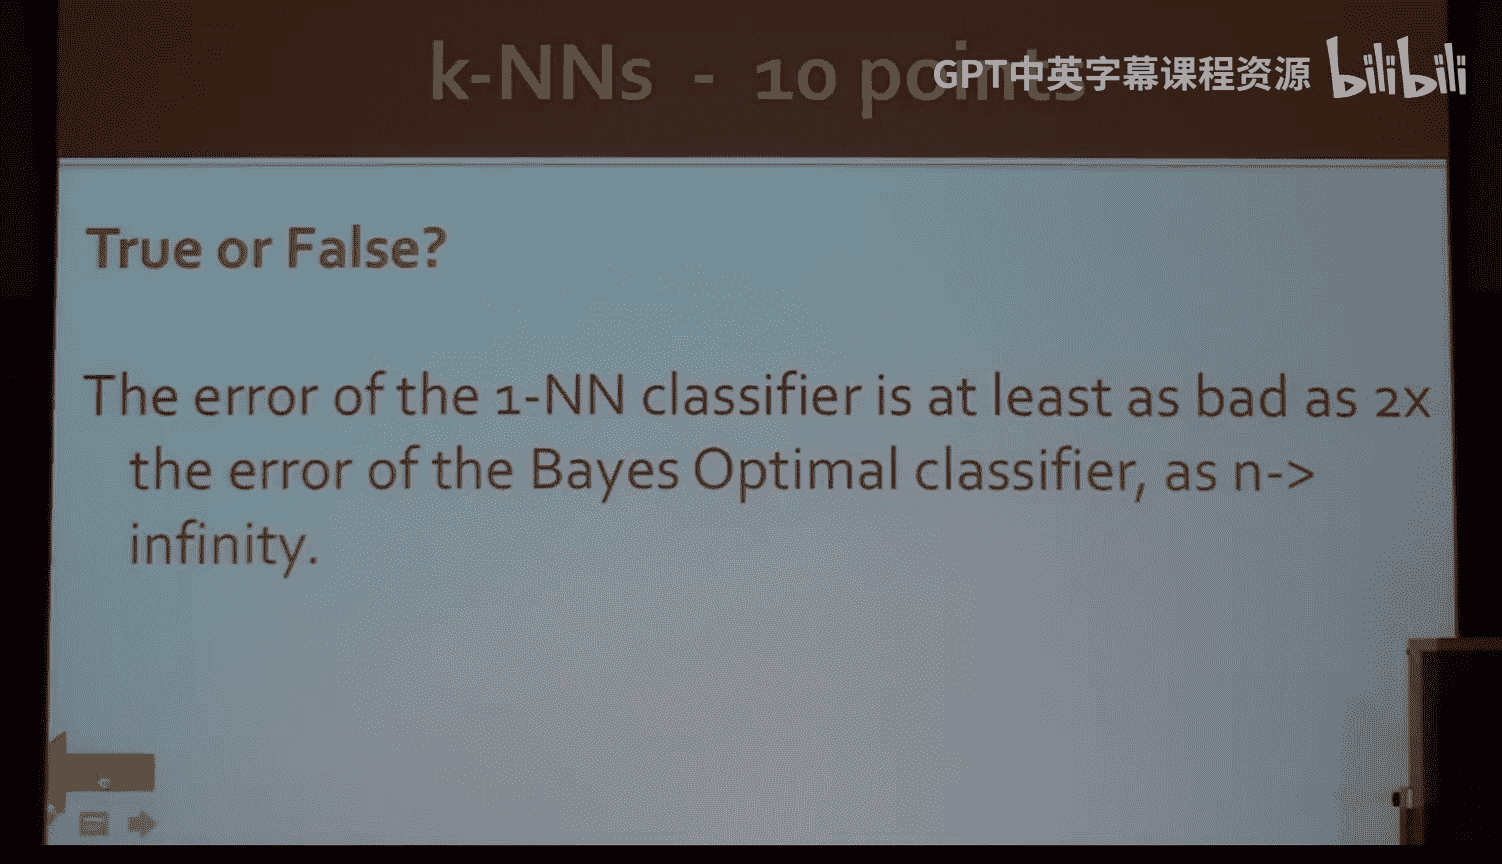 k-NNs - 10 points
GPT中英字幕课程资源 bilibili
True or False?
The error of the 1-NN classifier is at least as bad as 2x
the error of the Bayes Optimal classifier, as n->
infinity.